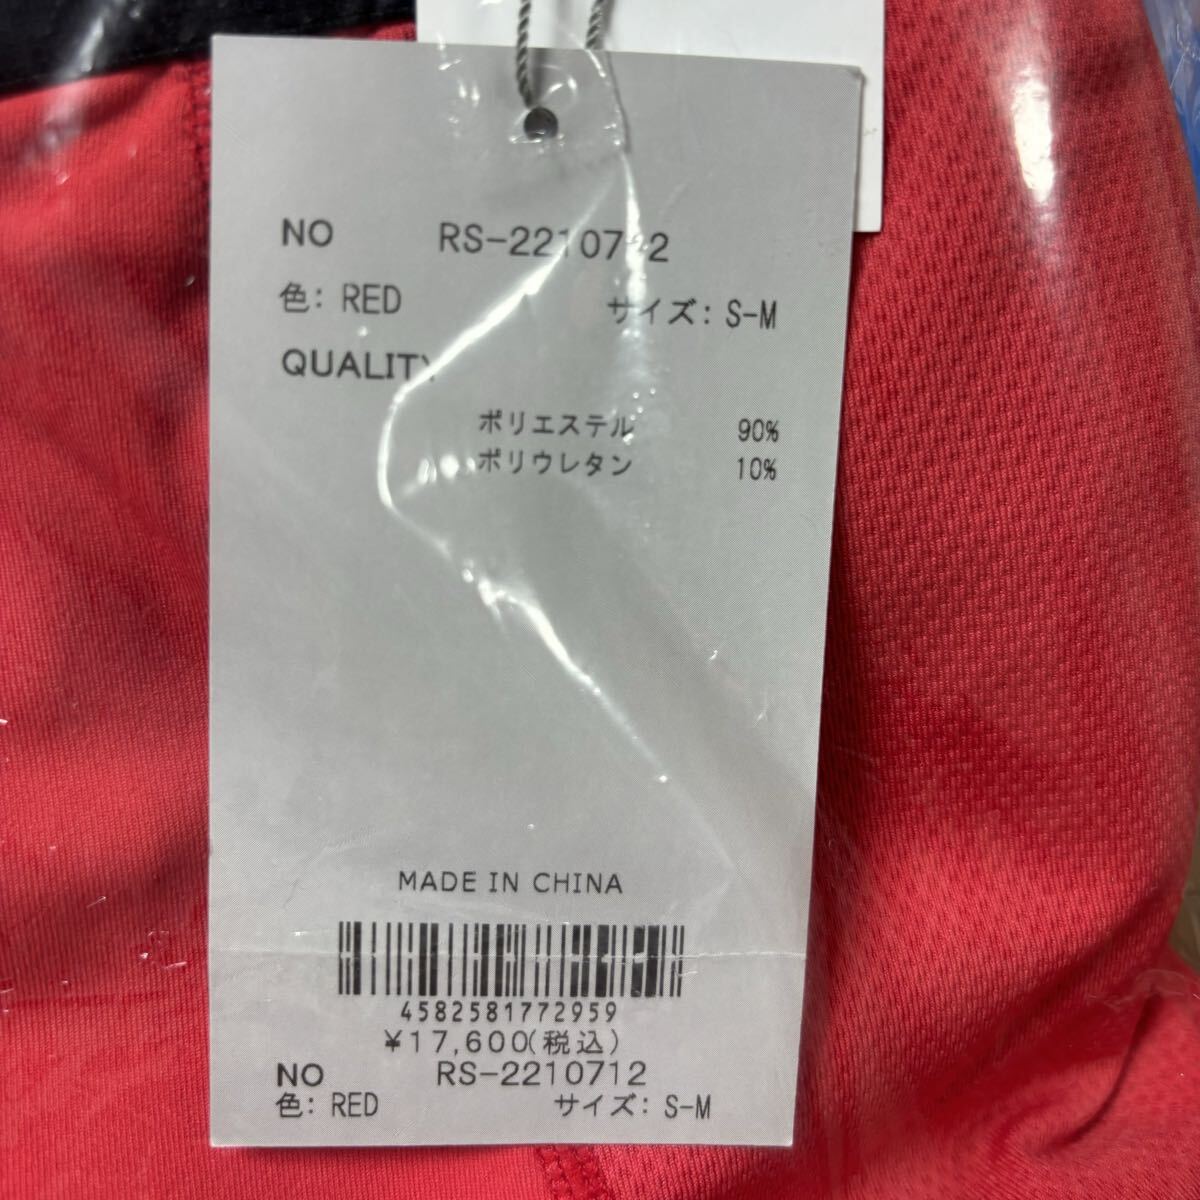 NO RS-2210712
色: RED サイズ: S-M
QUALITY
ポリエステル 90%
ポリウレタン 10%
MADE IN CHINA
4582581772959
¥17,600(税込)
NO RS-2210712
色: RED サイズ: S-M